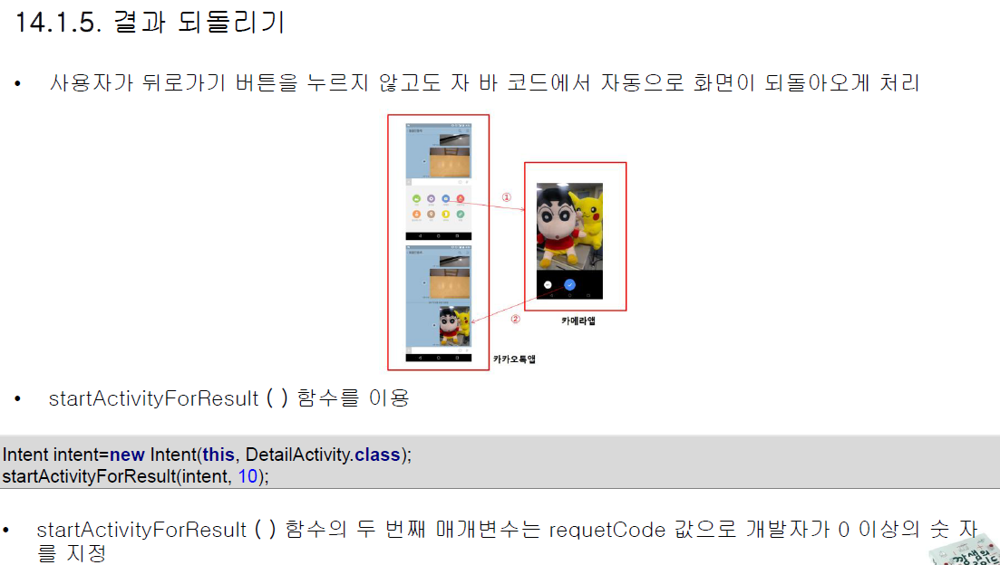 14.1.5. 결과 되돌리기
• 사용자가 뒤로가기 버튼을 누르지 않고도 자 바 코드에서 자동으로 화면이 되돌아오게 처리
①
②
카메라앱
카카오톡앱
• startActivityForResult ( ) 함수를 이용
Intent intent=new Intent(this, DetailActivity.class);
startActivityForResult(intent, 10);
• startActivityForResult ( ) 함수의 두 번째 매개변수는 requetCode 값으로 개발자가 0 이상의 숫 자
를 지정
깡샘의